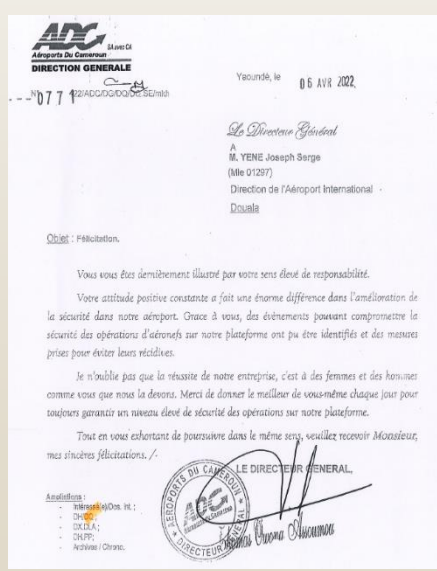 ADC
SA avec CA
Aéroports Du Cameroun
DIRECTION GENERALE
Yaoundé, le 06 AVR 2022
22/ADC/DG/DQ/
Le Directeur Général
A
M. YENE Joseph Serge
(Mle 01297)
Direction de l'Aéroport International
Douala
Objet : Félicitation.
Vous vous êtes dernièrement illustré par votre sens élevé de responsabilité.
Votre attitude positive constante a fait une énorme différence dans l'amélioration de
la sécurité dans notre aéroport. Grace à vous, des évènements pouvant compromettre la
sécurité des opérations d'aéronefs sur notre plateforme ont pu être identifiés et des mesures
prises pour éviter leurs récidives.
Je n'oublie pas que la réussite de notre entreprise, c'est à des femmes et des hommes
comme vous que nous la devons. Merci de donner le meilleur de vous-même chaque jour pour
toujours garantir un niveau élevé de sécurité des opérations sur notre plateforme.
Tout en vous exhortant de poursuivre dans le même sens, veuillez recevoir Monsieur,
mes sincères félicitations. /-
LE DIRECTEUR GENERAL,
AEROPORTS DU CAMEROUN
ADC
DIRECTEUR GENERAL
Thomas Owona Assoumou
Ampliations :
- Intéressé(e)/Dos. Int. ;
- DH/DQ ;
- DX.DLA ;
- DH.PP ;
- Archives / Chrono.